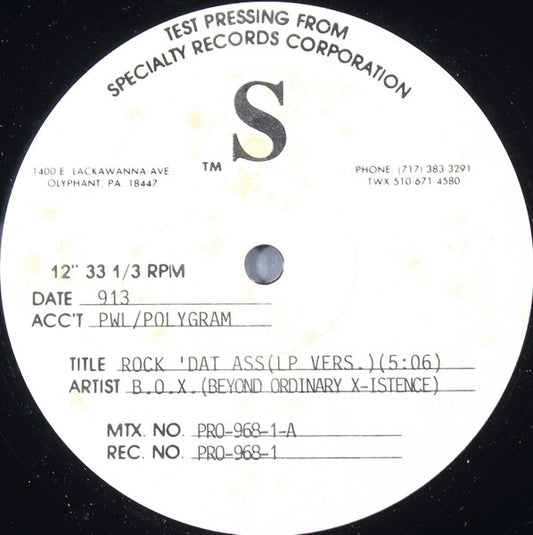 TEST PRESSING FROM
SPECIALTY RECORDS CORPORATION
S
TM
1400 E. LACKAWANNA AVE.
OLYPHANT, PA. 18447
PHONE: (717) 383 3291
TWX 510-671-4580
12" 33 1/3 RPM
DATE 913
ACC'T PWL/POLYGRAM
TITLE ROCK 'DAT ASS(LP VERS.)(5:06)
ARTIST B.O.X.(BEYOND ORDINARY X-ISTENCE)
MTX. NO. PRO-968-1-A
REC. NO. PRO-968-1